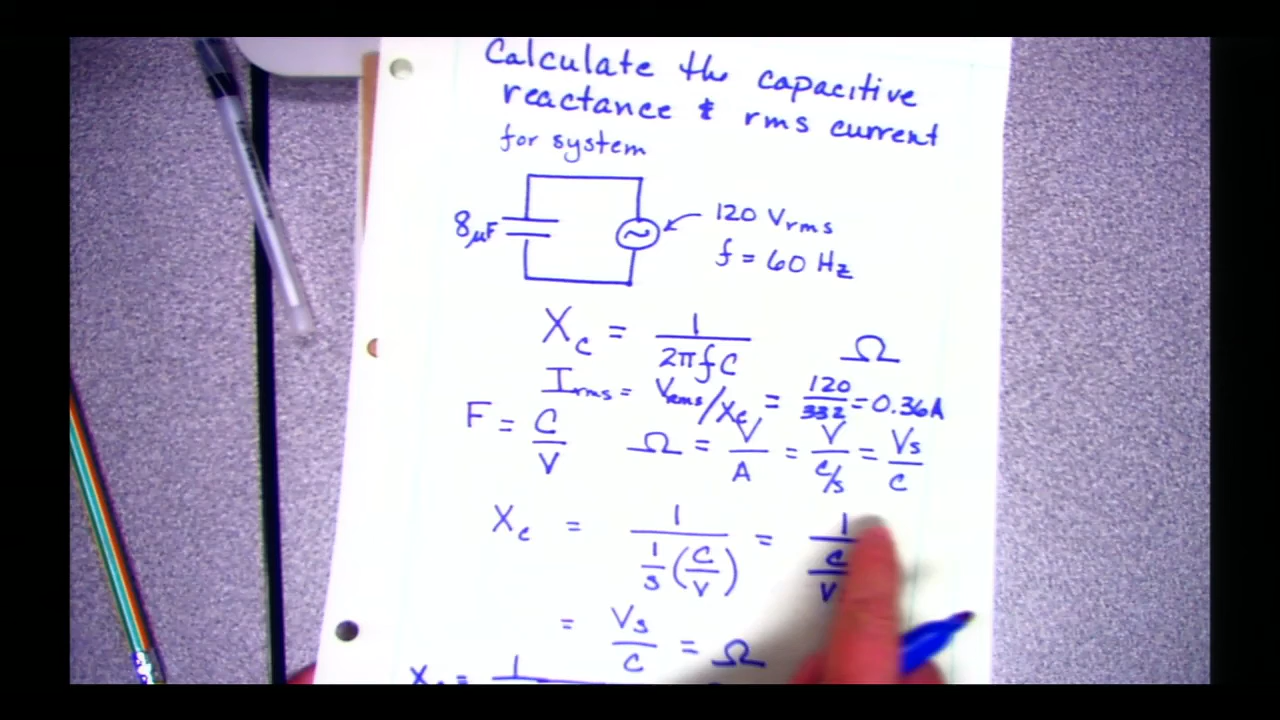 Calculate the capacitive
reactance & rms current
for system
8μF
120 Vrms
f = 60 Hz
Xc = 1/2πfC Ω
Irms = Vrms/Xc = 120/332 = 0.36A
F = C/V Ω = V/A = V/C/s = Vs/C
Xc = 1/(1/s (C/V)) = 1/C/V
= Vs/C = Ω